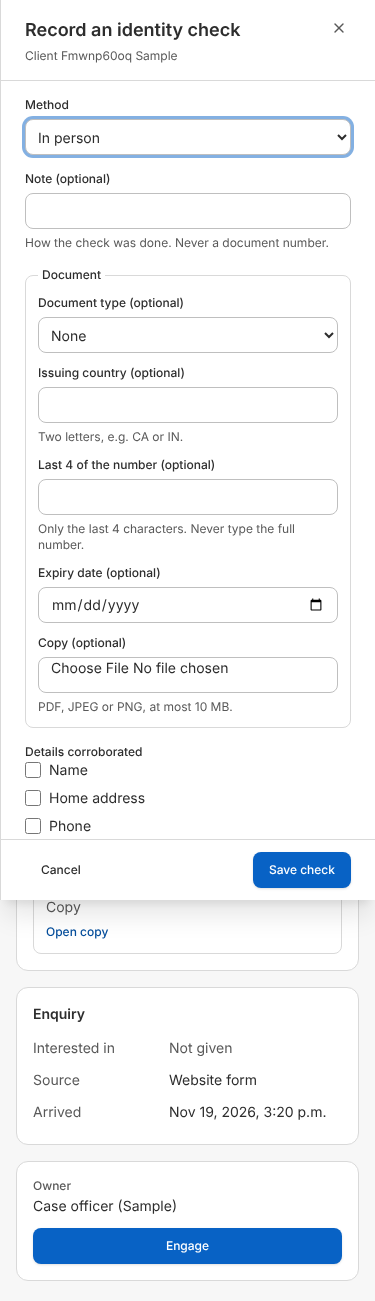 Record an identity check
Client Fmwnp60oq Sample
Method
In person
Note (optional)
How the check was done. Never a document number.
Document
Document type (optional)
None
Issuing country (optional)
Two letters, e.g. CA or IN.
Last 4 of the number (optional)
Only the last 4 characters. Never type the full
number.
Expiry date (optional)
mm/dd/yyyy
Copy (optional)
Choose File No file chosen
PDF, JPEG or PNG, at most 10 MB.
Details corroborated
Name
Home address
Phone
Cancel
Save check
Copy
Open copy
Enquiry
Interested in Not given
Source Website form
Arrived Nov 19, 2026, 3:20 p.m.
Owner
Case officer (Sample)
Engage